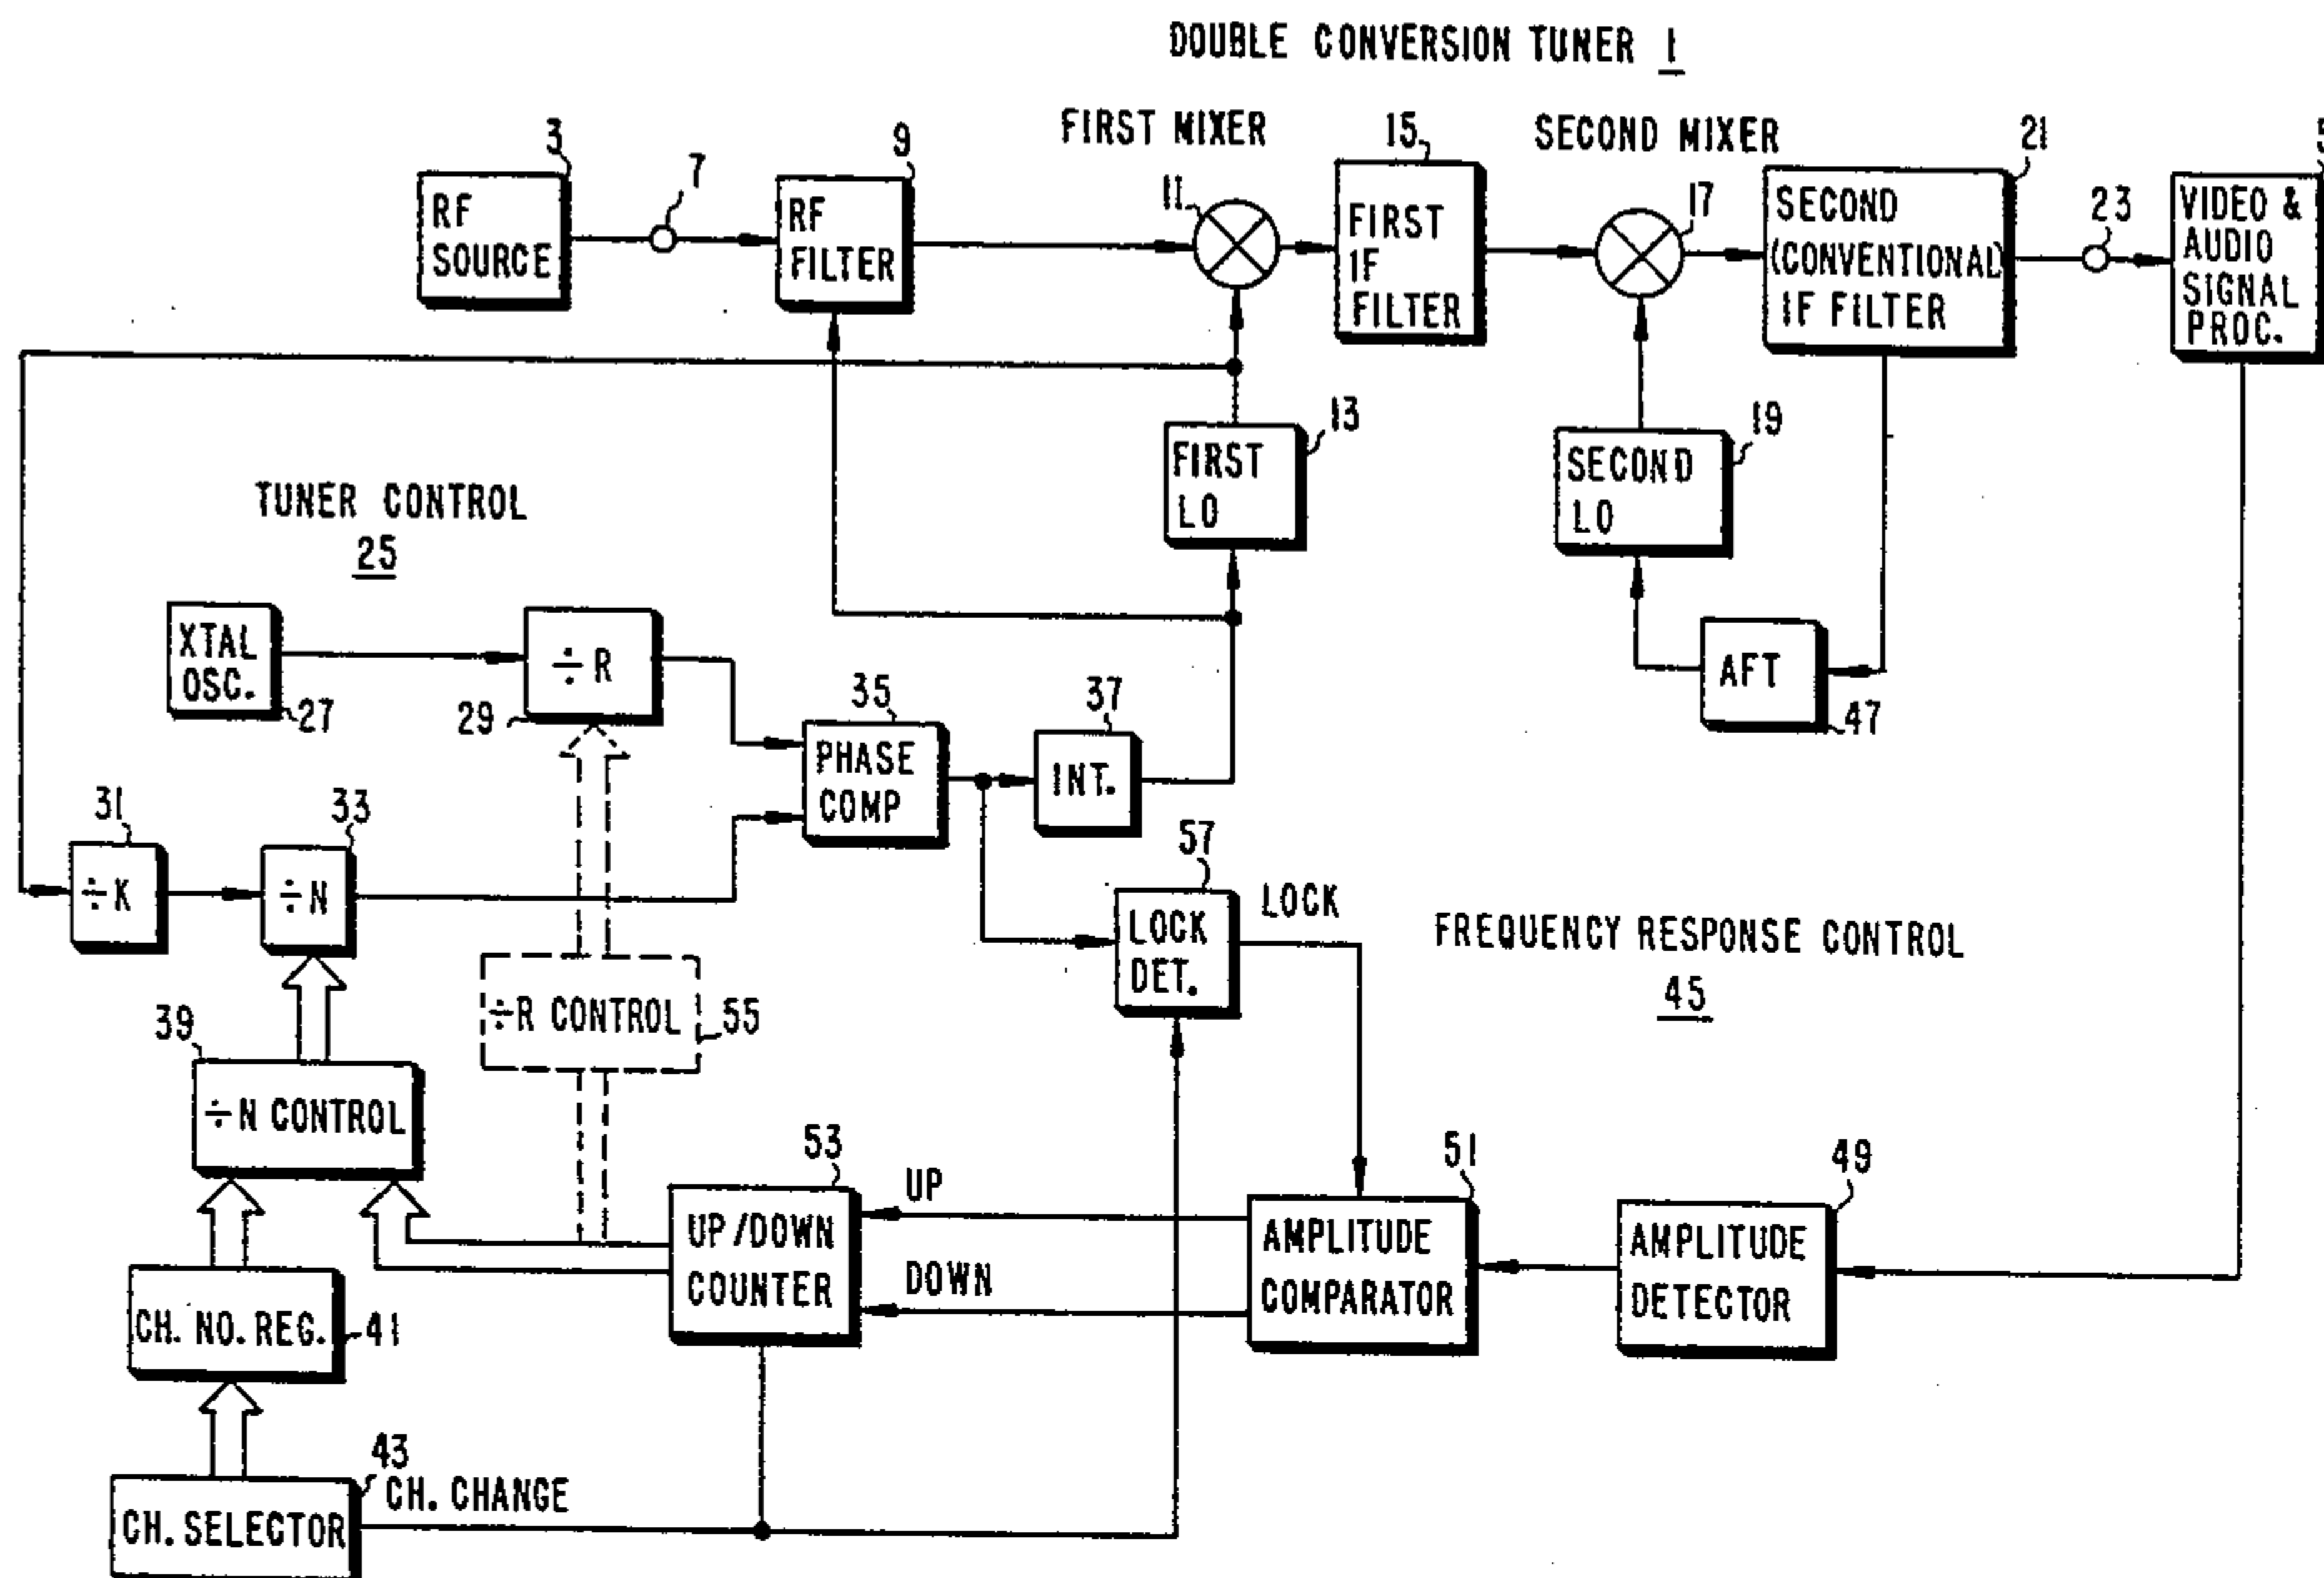 DOUBLE CONVERSION TUNER 1
FIRST MIXER
SECOND MIXER
3
7
9
11
15
17
21
23
5
RF
SOURCE
RF
FILTER
FIRST
IF
FILTER
SECOND
(CONVENTIONAL)
IF FILTER
VIDEO &
AUDIO
SIGNAL
PROC.
13
FIRST
LO
19
SECOND
LO
TUNER CONTROL
25
XTAL
OSC.
27
÷R
29
AFT
47
35
PHASE
COMP
37
INT.
31
÷K
33
÷N
57
LOCK
DET.
LOCK
FREQUENCY RESPONSE CONTROL
45
39
÷N CONTROL
÷R CONTROL
55
53
UP/DOWN
COUNTER
UP
DOWN
51
AMPLITUDE
COMPARATOR
49
AMPLITUDE
DETECTOR
CH. NO. REG.
41
43
CH. SELECTOR
CH. CHANGE